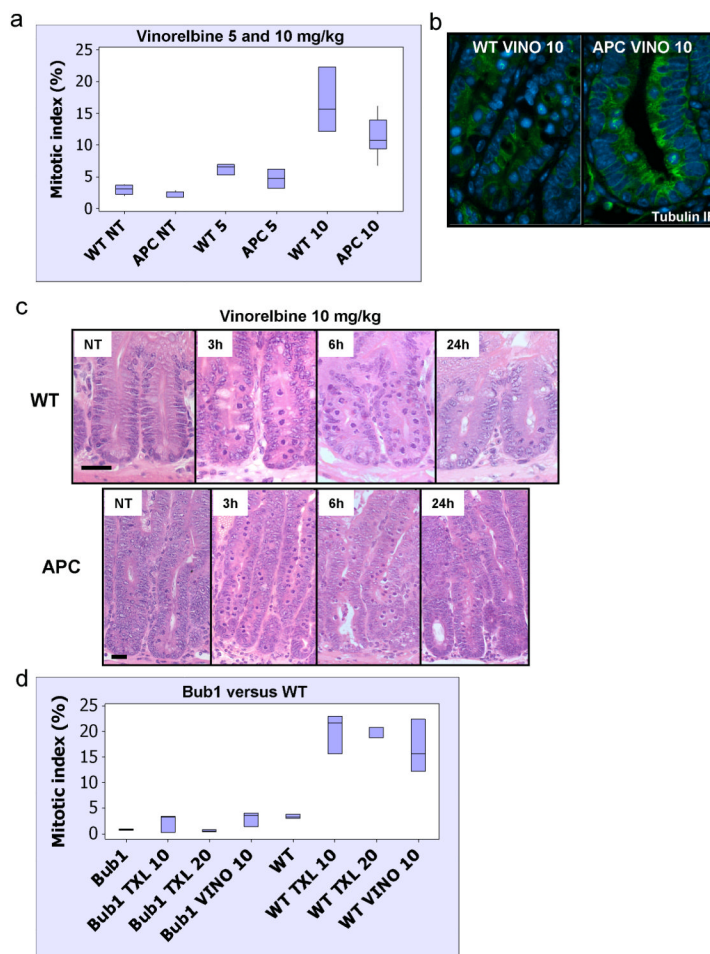 a
Vinorelbine 5 and 10 mg/kg
Mitotic index (%)
25
20
15
10
5
0
WT NT
APC NT
WT 5
APC 5
WT 10
APC 10
b
WT VINO 10
APC VINO 10
Tubulin II
c
Vinorelbine 10 mg/kg
WT
NT
3h
6h
24h
APC
NT
3h
6h
24h
d
Bub1 versus WT
Mitotic index (%)
25
20
15
10
5
0
Bub1
Bub1 TXL 10
Bub1 TXL 20
Bub1 VINO 10
WT
WT TXL 10
WT TXL 20
WT VINO 10